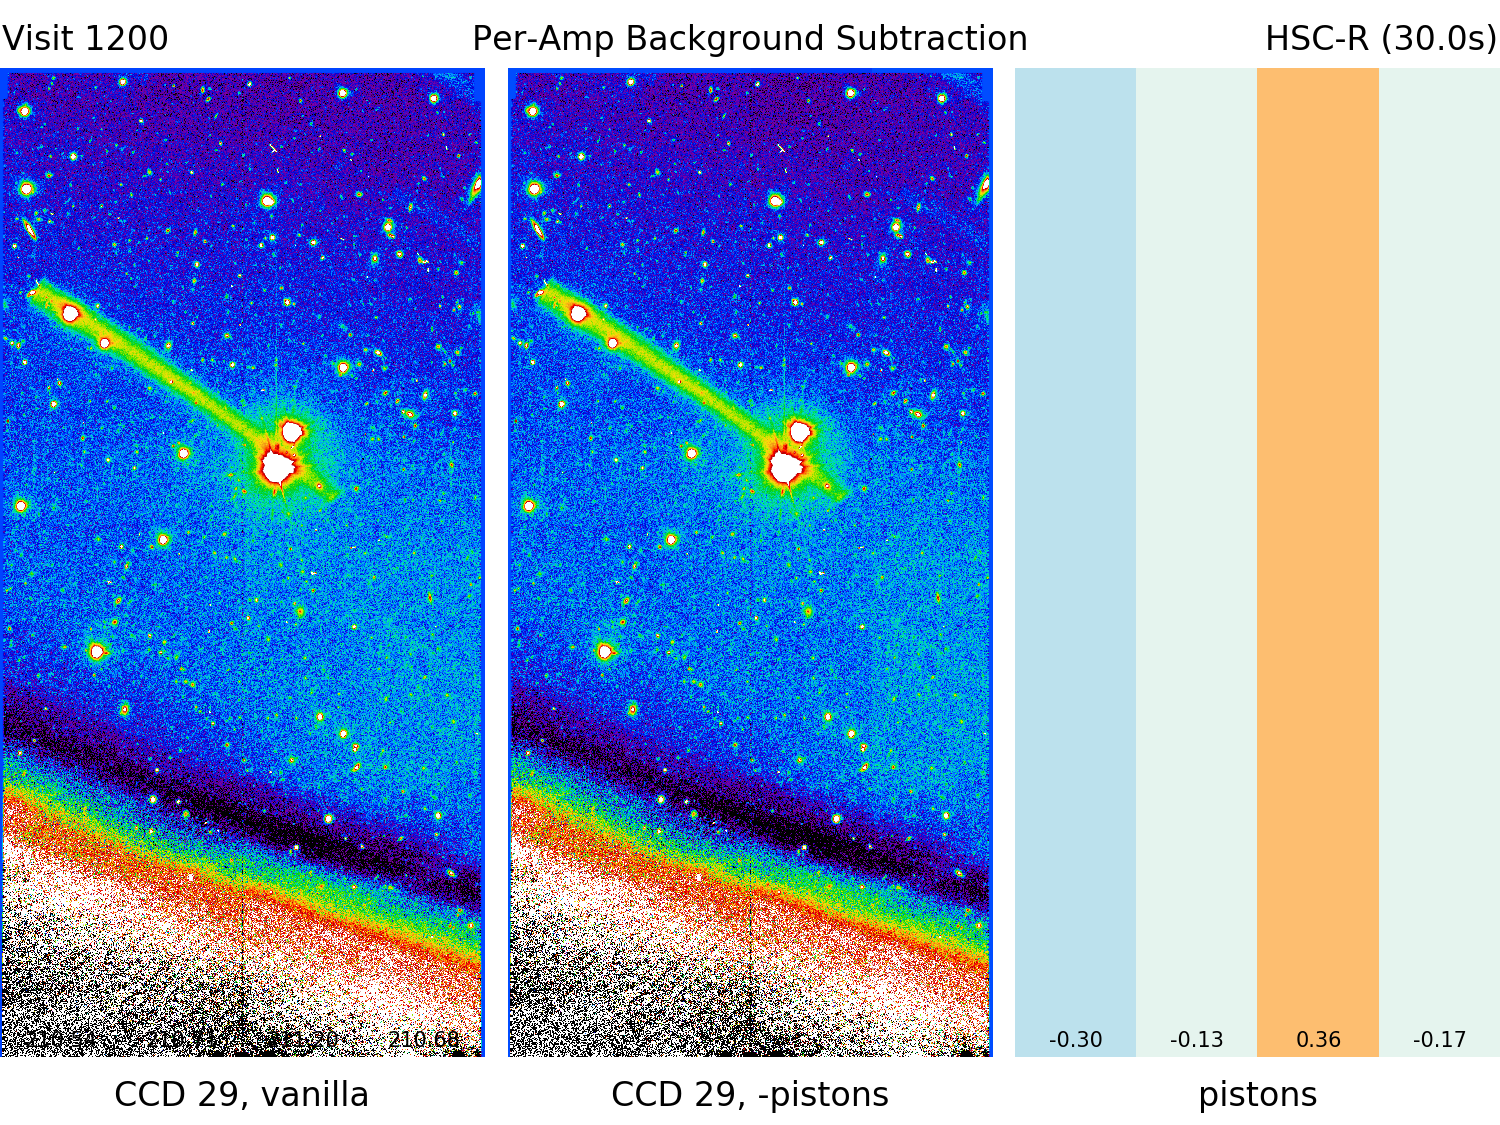 Visit 1200 Per-Amp Background Subtraction HSC-R (30.0s)
210.68 -0.30 -0.13 0.36 -0.17
CCD 29, vanilla CCD 29, -pistons pistons